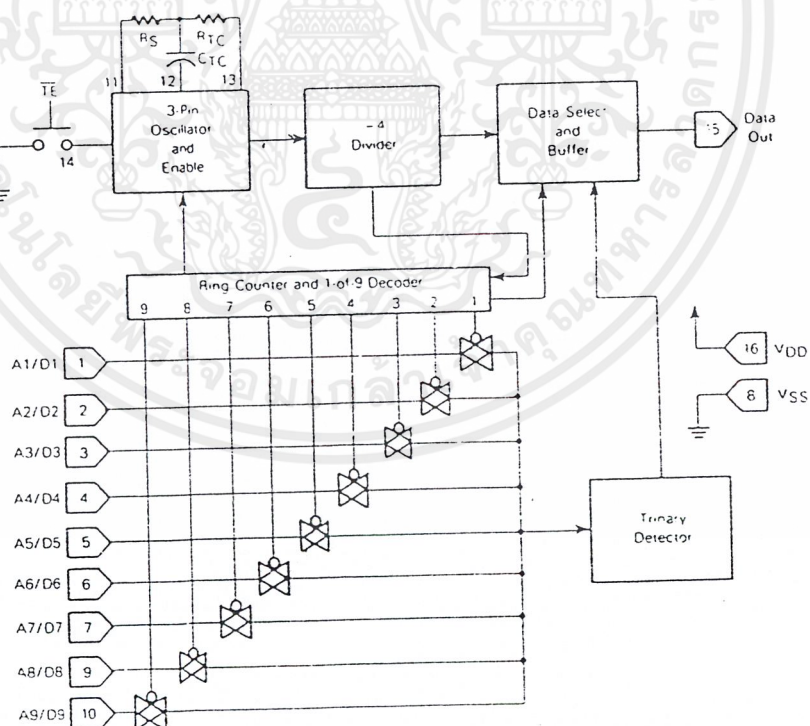 RS
RTC
CTC
11
12
13
TE
14
3-Pin
Oscillator
and
Enable
÷4
Divider
Data Select
and
Buffer
15
Data
Out
Ring Counter and 1-of-9 Decoder
9 8 7 6 5 4 3 2 1
A1/D1 1
A2/D2 2
A3/D3 3
A4/D4 4
A5/D5 5
A6/D6 6
A7/D7 7
A8/D8 9
A9/D9 10
16 VDD
8 VSS
Trinary
Detector